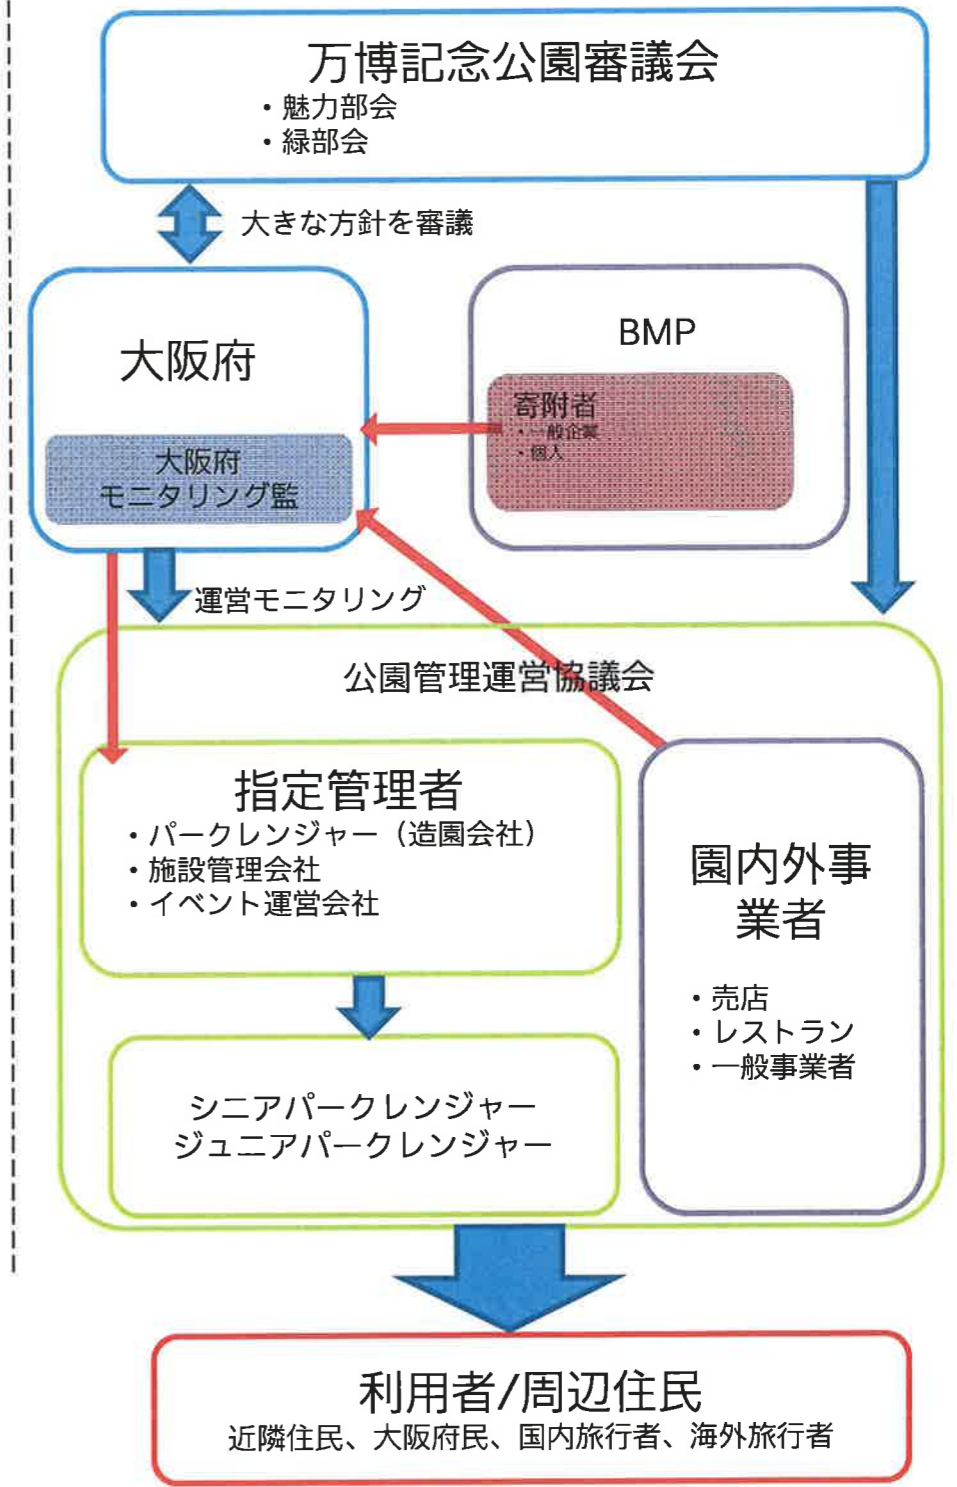 万博記念公園審議会
・魅力部会
・緑部会
大きな方針を審議
大阪府
大阪府
モニタリング監
BMP
寄附者
・一般企業
・個人
運営モニタリング
公園管理運営協議会
指定管理者
・パークレンジャー（造園会社）
・施設管理会社
・イベント運営会社
シニアパークレンジャー
ジュニアパークレンジャー
園内外事
業者
・売店
・レストラン
・一般事業者
利用者/周辺住民
近隣住民、大阪府民、国内旅行者、海外旅行者